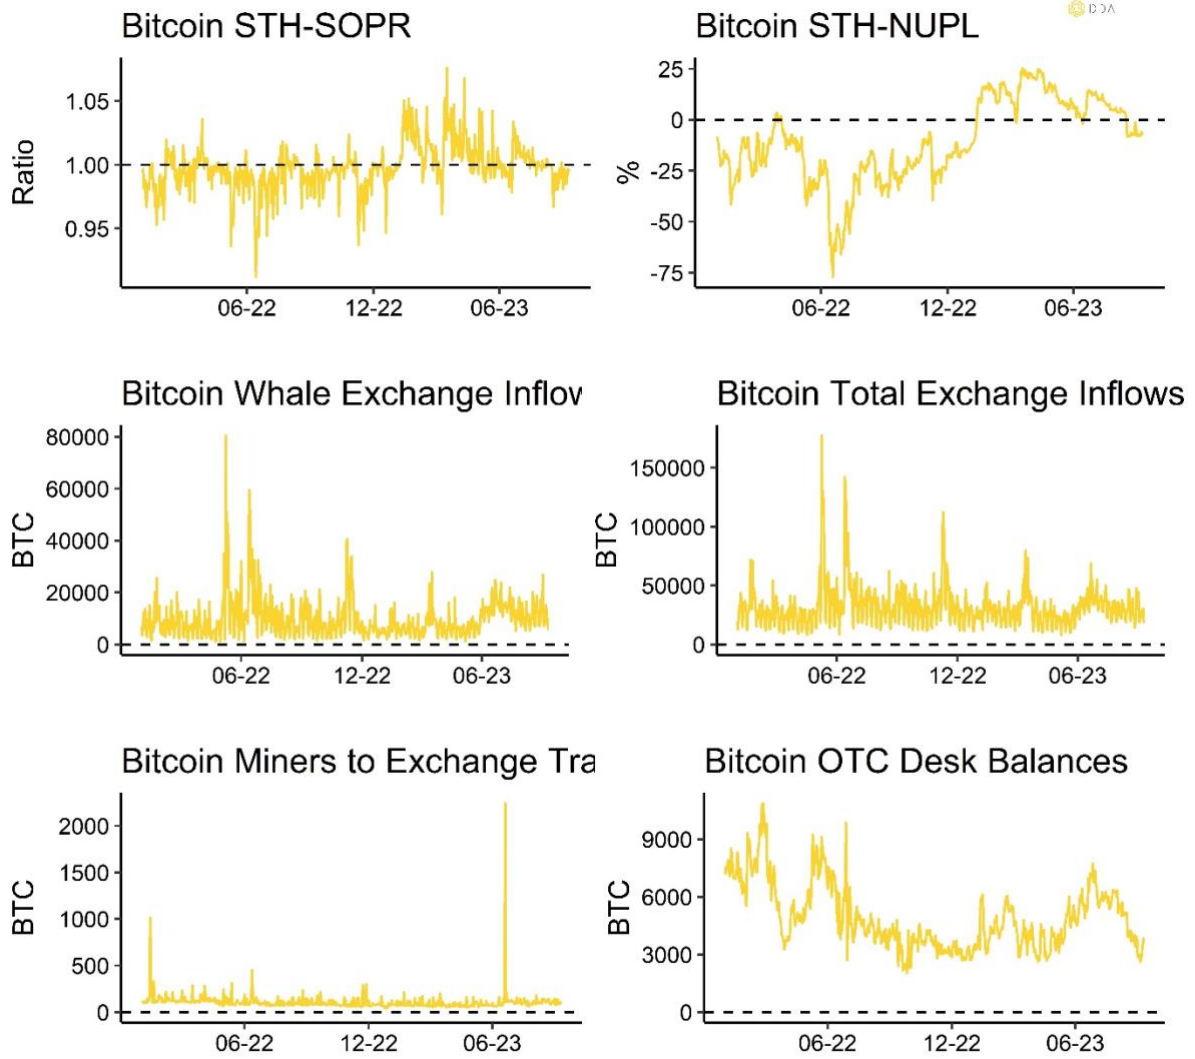 Bitcoin STH-SOPR
Ratio
1.05
1.00
0.95
06-22 12-22 06-23
DDA
Bitcoin STH-NUPL
%
25
0
-25
-50
-75
06-22 12-22 06-23
Bitcoin Whale Exchange Inflow
BTC
80000
60000
40000
20000
0
06-22 12-22 06-23
Bitcoin Total Exchange Inflows
BTC
150000
100000
50000
0
06-22 12-22 06-23
Bitcoin Miners to Exchange Tra
BTC
2000
1500
1000
500
0
06-22 12-22 06-23
Bitcoin OTC Desk Balances
BTC
9000
6000
3000
0
06-22 12-22 06-23